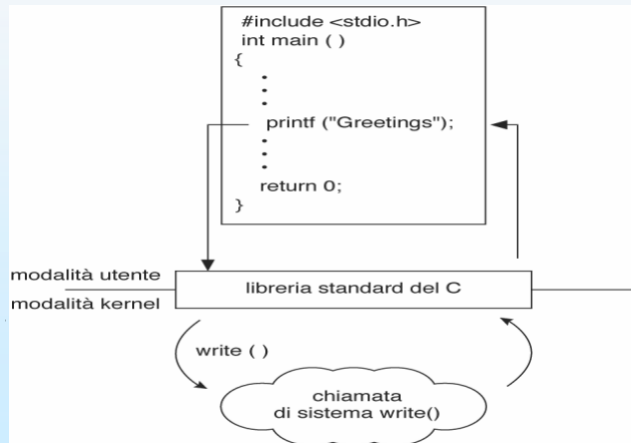 #include <stdio.h>
int main ( )
{
•
•
•
printf ("Greetings");
•
•
•
return 0;
}
modalità utente
libreria standard del C
modalità kernel
write ( )
chiamata
di sistema write()